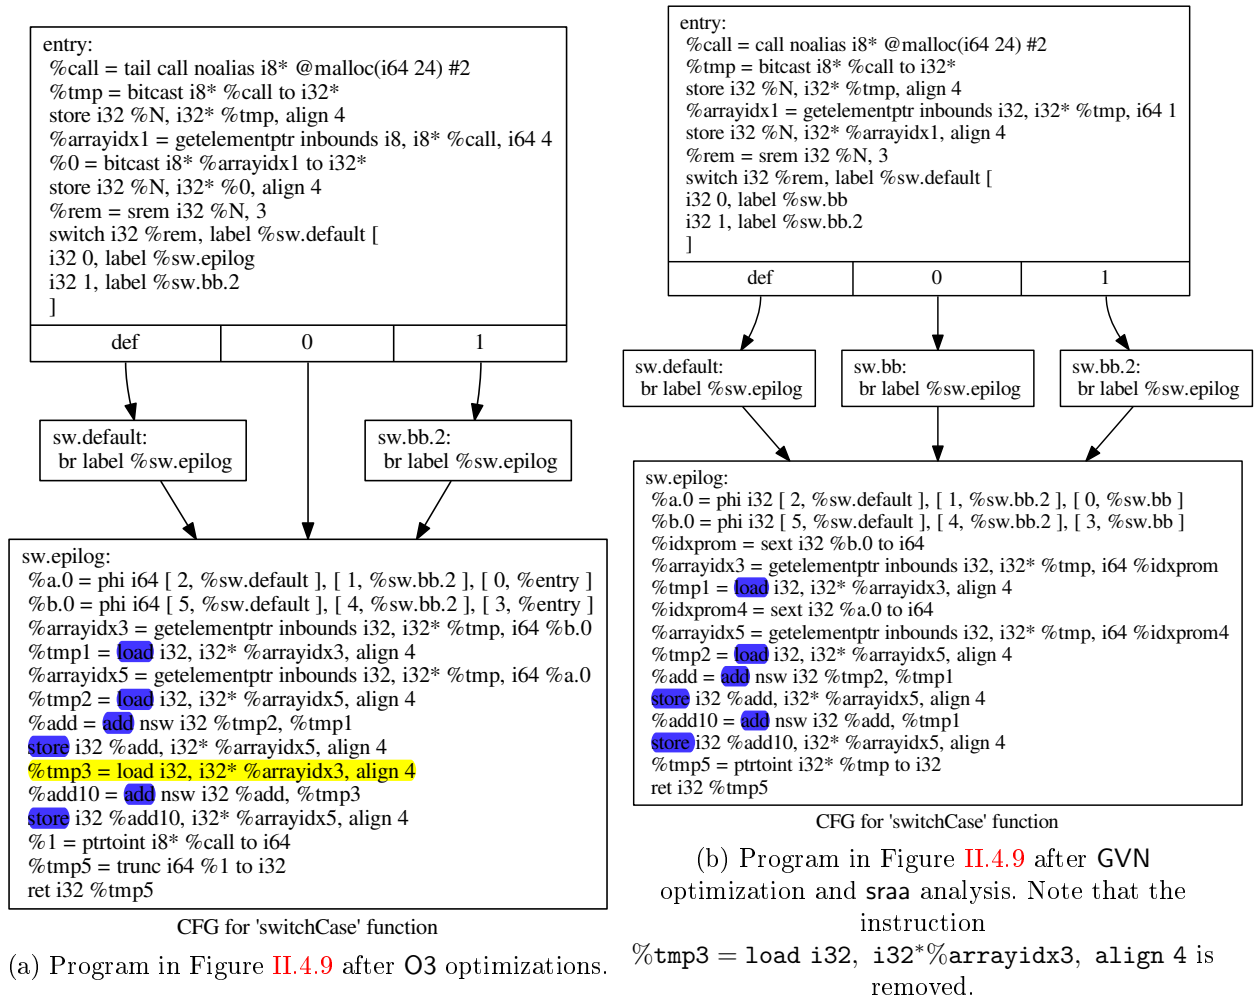 entry:
%call = tail call noalias i8* @malloc(i64 24) #2
%tmp = bitcast i8* %call to i32*
store i32 %N, i32* %tmp, align 4
%arrayidx1 = getelementptr inbounds i8, i8* %call, i64 4
%0 = bitcast i8* %arrayidx1 to i32*
store i32 %N, i32* %0, align 4
%rem = srem i32 %N, 3
switch i32 %rem, label %sw.default [
i32 0, label %sw.epilog
i32 1, label %sw.bb.2
]
def
0
1
sw.default:
br label %sw.epilog
sw.bb.2:
br label %sw.epilog
sw.epilog:
%a.0 = phi i64 [ 2, %sw.default ], [ 1, %sw.bb.2 ], [ 0, %entry ]
%b.0 = phi i64 [ 5, %sw.default ], [ 4, %sw.bb.2 ], [ 3, %entry ]
%arrayidx3 = getelementptr inbounds i32, i32* %tmp, i64 %b.0
%tmp1 = load i32, i32* %arrayidx3, align 4
%arrayidx5 = getelementptr inbounds i32, i32* %tmp, i64 %a.0
%tmp2 = load i32, i32* %arrayidx5, align 4
%add = add nsw i32 %tmp2, %tmp1
store i32 %add, i32* %arrayidx5, align 4
%tmp3 = load i32, i32* %arrayidx3, align 4
%add10 = add nsw i32 %add, %tmp3
store i32 %add10, i32* %arrayidx5, align 4
%1 = ptrtoint i8* %call to i64
%tmp5 = trunc i64 %1 to i32
ret i32 %tmp5
CFG for 'switchCase' function
(a) Program in Figure II.4.9 after O3 optimizations.
entry:
%call = call noalias i8* @malloc(i64 24) #2
%tmp = bitcast i8* %call to i32*
store i32 %N, i32* %tmp, align 4
%arrayidx1 = getelementptr inbounds i32, i32* %tmp, i64 1
store i32 %N, i32* %arrayidx1, align 4
%rem = srem i32 %N, 3
switch i32 %rem, label %sw.default [
i32 0, label %sw.bb
i32 1, label %sw.bb.2
]
def
0
1
sw.default:
br label %sw.epilog
sw.bb:
br label %sw.epilog
sw.bb.2:
br label %sw.epilog
sw.epilog:
%a.0 = phi i32 [ 2, %sw.default ], [ 1, %sw.bb.2 ], [ 0, %sw.bb ]
%b.0 = phi i32 [ 5, %sw.default ], [ 4, %sw.bb.2 ], [ 3, %sw.bb ]
%idxprom = sext i32 %b.0 to i64
%arrayidx3 = getelementptr inbounds i32, i32* %tmp, i64 %idxprom
%tmp1 = load i32, i32* %arrayidx3, align 4
%idxprom4 = sext i32 %a.0 to i64
%arrayidx5 = getelementptr inbounds i32, i32* %tmp, i64 %idxprom4
%tmp2 = load i32, i32* %arrayidx5, align 4
%add = add nsw i32 %tmp2, %tmp1
store i32 %add, i32* %arrayidx5, align 4
%add10 = add nsw i32 %add, %tmp1
store i32 %add10, i32* %arrayidx5, align 4
%tmp5 = ptrtoint i32* %tmp to i32
ret i32 %tmp5
CFG for 'switchCase' function
(b) Program in Figure II.4.9 after GVN
optimization and sraa analysis. Note that the
instruction
%tmp3 = load i32, i32*%arrayidx3, align 4 is
removed.